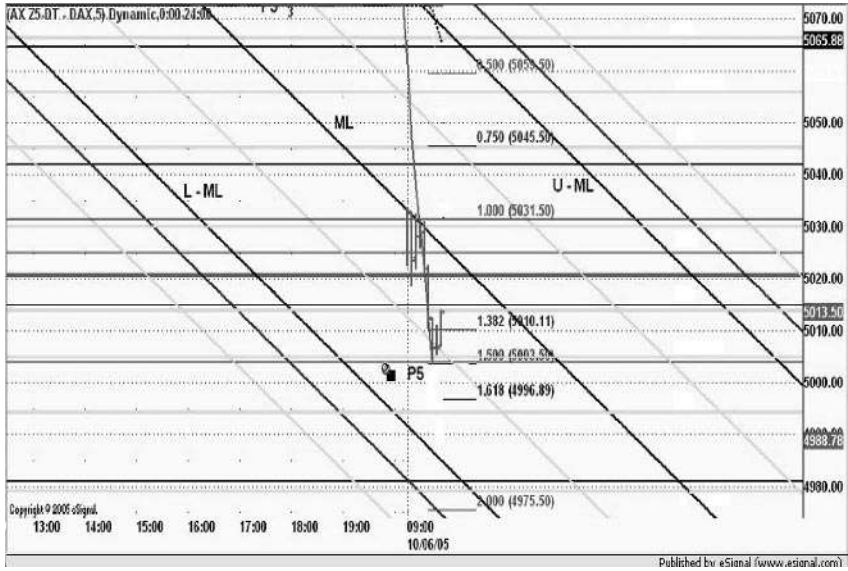 (AX Z5-DT - DAX,5) Dynamic,0:00-24:00
3
5070.00
5065.88
0.500 (5059.50)
ML
5050.00
0.750 (5045.50)
5040.00
L - ML
U - ML
1.000 (5031.50)
5030.00
5020.00
5013.50
1.382 (5010.11)
5010.00
1.500 (5003.50)
P5
5000.00
1.618 (4996.89)
4988.78
4980.00
2.000 (4975.50)
Copyright © 2005 eSignal.
13:00 14:00 15:00 16:00 17:00 18:00 19:00 09:00
10/06/05
Published by eSignal (www.esignal.com)